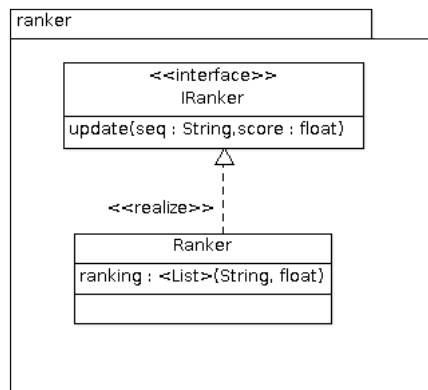 ranker
<<interface>>
IRanker
update(seq : String,score : float)
<<realize>>
Ranker
ranking : <List>(String, float)